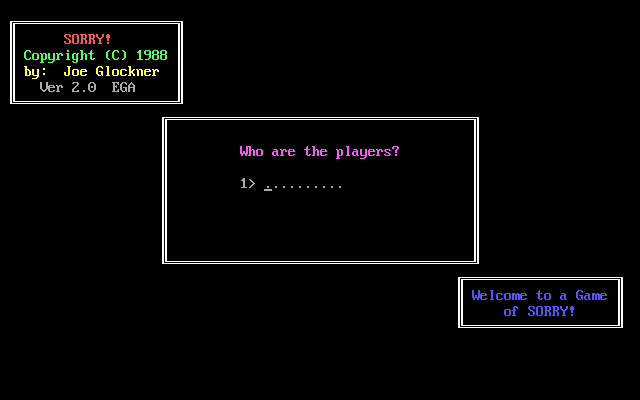 SORRY!
Copyright (C) 1988
by: Joe Glockner
Ver 2.0 EGA
Who are the players?
1> ..........
Welcome to a Game
of SORRY!